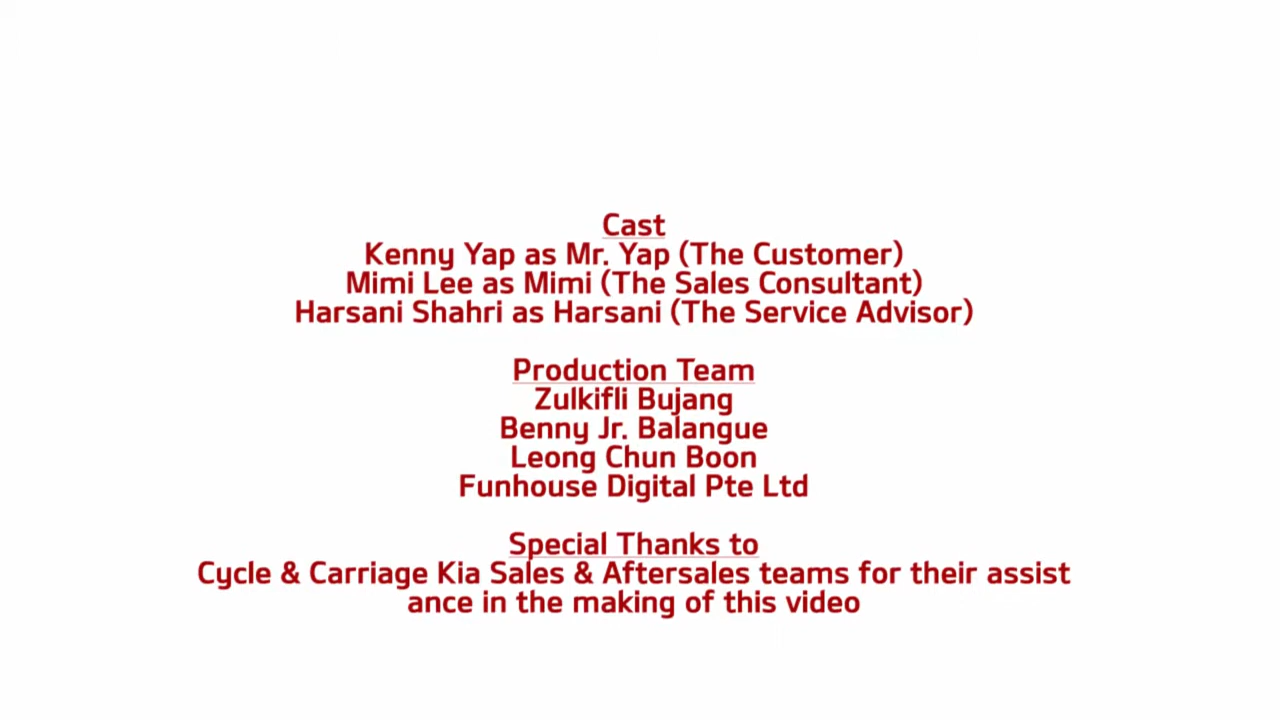 Cast
Kenny Yap as Mr. Yap (The Customer)
Mimi Lee as Mimi (The Sales Consultant)
Harsani Shahri as Harsani (The Service Advisor)
Production Team
Zulkifli Bujang
Benny Jr. Balangue
Leong Chun Boon
Funhouse Digital Pte Ltd
Special Thanks to
Cycle & Carriage Kia Sales & Aftersales teams for their assist
ance in the making of this video